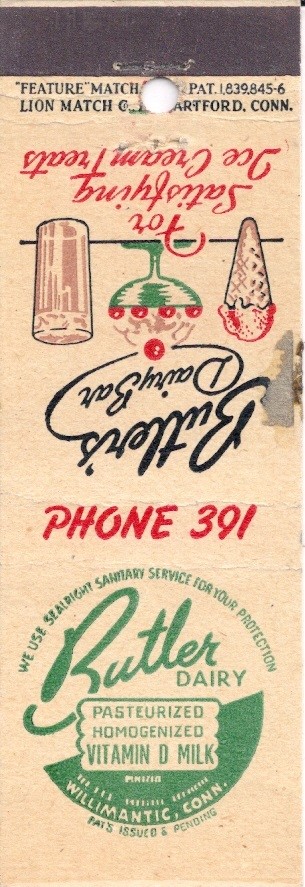 "FEATURE" MATCH PAT. 1,839,845-6
LION MATCH C HARTFORD, CONN.
For
Satisfying
Ice Cream Treats
Butler's
Dairy Bar
PHONE 391
WE USE SEALRIGHT SANITARY SERVICE FOR YOUR PROTECTION
Butler
DAIRY
PASTEURIZED
HOMOGENIZED
VITAMIN D MILK
WILLIMANTIC, CONN.
PAT'S ISSUED & PENDING